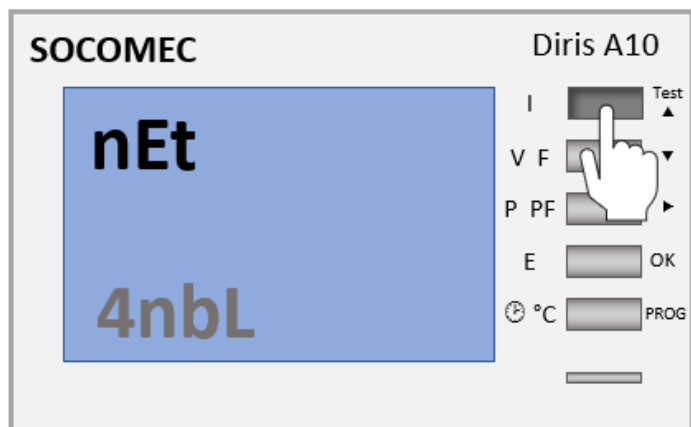 SOCOMEC
Diris A10
nEt
4nbL
I
Test
▲
V F
▼
P PF
►
E
OK
°C
PROG